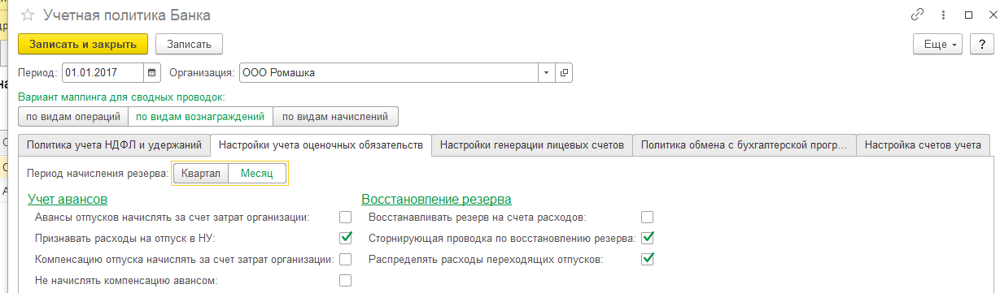 Учетная политика Банка
Записать и закрыть Записать Еще ?
Период: 01.01.2017 Организация: ООО Ромашка
Вариант маппинга для сводных проводок:
по видам операций по видам вознаграждений по видам начислений
Политика учета НДФЛ и удержаний Настройки учета оценочных обязательств Настройки генерации лицевых счетов Политика обмена с бухгалтерской прогр... Настройка счетов учета
Период начисления резерва: Квартал Месяц
Учет авансов Восстановление резерва
Авансы отпусков начислять за счет затрат организации: Восстанавливать резерв на счета расходов:
Признавать расходы на отпуск в НУ: Сторнирующая проводка по восстановлению резерва:
Компенсацию отпуска начислять за счет затрат организации: Распределять расходы переходящих отпусков:
Не начислять компенсацию авансом: